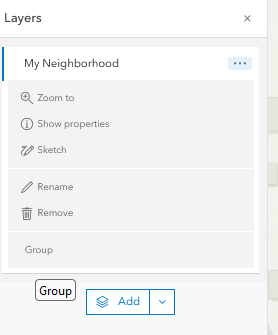 Layers
My Neighborhood
Zoom to
Show properties
Sketch
Rename
Remove
Group
Group
Add